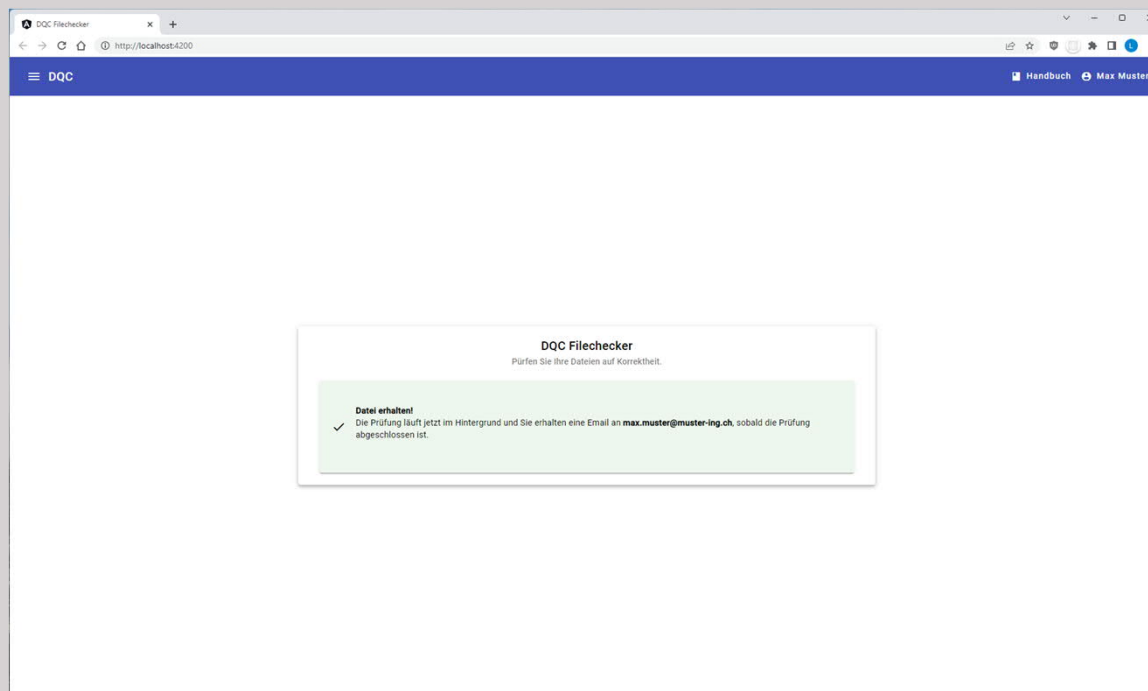 DQC Filechecker
http://localhost:4200
DQC
Handbuch
Max Muster
DQC Filechecker
Pürfen Sie Ihre Dateien auf Korrektheit.
Datei erhalten!
Die Prüfung läuft jetzt im Hintergrund und Sie erhalten eine Email an max.muster@muster-ing.ch, sobald die Prüfung
abgeschlossen ist.
L